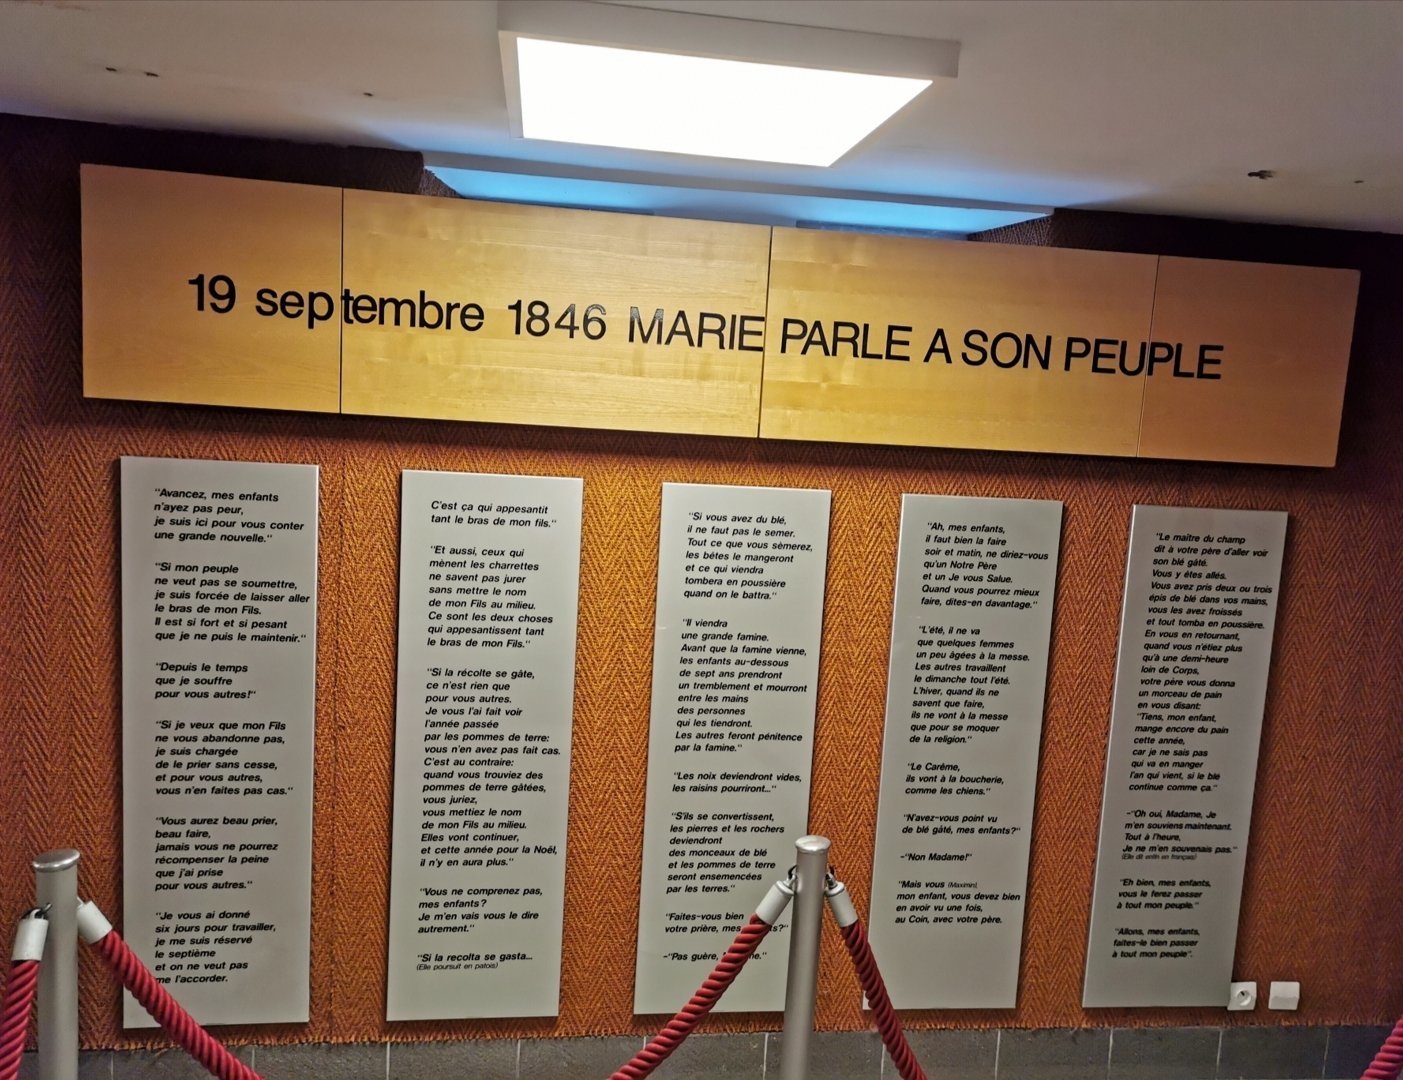 19 septembre 1846 MARIE PARLE A SON PEUPLE
"Avancez, mes enfants
n'ayez pas peur,
je suis ici pour vous conter
une grande nouvelle."
"Si mon peuple
ne veut pas se soumettre,
je suis forcée de laisser aller
le bras de mon Fils.
Il est si fort et si pesant
que je ne puis le maintenir."
"Depuis le temps
que je souffre
pour vous autres!"
"Si je veux que mon Fils
ne vous abandonne pas,
je suis chargée
de le prier sans cesse,
et pour vous autres,
vous n'en faites pas cas."
"Vous aurez beau prier,
beau faire,
jamais vous ne pourrez
récompenser la peine
que j'ai prise
pour vous autres."
"Je vous ai donné
six jours pour travailler,
je me suis réservé
le septième
et on ne veut pas
me l'accorder.
C'est ça qui appesantit
tant le bras de mon fils."
"Et aussi, ceux qui
mènent les charrettes
ne savent pas jurer
sans mettre le nom
de mon Fils au milieu.
Ce sont les deux choses
qui appesantissent tant
le bras de mon Fils."
"Si la récolte se gâte,
ce n'est rien que
pour vous autres.
Je vous l'ai fait voir
l'année passée
par les pommes de terre:
vous n'en avez pas fait cas.
C'est au contraire:
quand vous trouviez des
pommes de terre gâtées,
vous juriez,
vous mettiez le nom
de mon Fils au milieu.
Elles vont continuer,
et cette année pour la Noël,
il n'y en aura plus."
"Vous ne comprenez pas,
mes enfants?
Je m'en vais vous le dire
autrement."
"Si la recolta se gasta...
(Elle poursuit en patois)
"Si vous avez du blé,
il ne faut pas le semer.
Tout ce que vous sèmerez,
les bêtes le mangeront
et ce qui viendra
tombera en poussière
quand on le battra."
"Il viendra
une grande famine.
Avant que la famine vienne,
les enfants au-dessous
de sept ans prendront
un tremblement et mourront
entre les mains
des personnes
qui les tiendront.
Les autres feront pénitence
par la famine."
"Les noix deviendront vides,
les raisins pourriront..."
"S'ils se convertissent,
les pierres et les rochers
deviendront
des monceaux de blé
et les pommes de terre
seront ensemencées
par les terres."
"Faites-vous bien
votre prière, mes
-"Pas guère,
"Ah, mes enfants,
il faut bien la faire
soir et matin, ne diriez-vous
qu'un Notre Père
et un Je vous Salue.
Quand vous pourrez mieux
faire, dites-en davantage."
"L'été, il ne va
que quelques femmes
un peu âgées à la messe.
Les autres travaillent
le dimanche tout l'été.
L'hiver, quand ils ne
savent que faire,
ils ne vont à la messe
que pour se moquer
de la religion."
"Le Carême,
ils vont à la boucherie,
comme les chiens."
"N'avez-vous point vu
de blé gâté, mes enfants?"
-"Non Madame!"
"Mais vous (Maximin),
mon enfant, vous devez bien
en avoir vu une fois,
au Coin, avec votre père.
"Le maître du champ
dit à votre père d'aller voir
son blé gâté.
Vous y êtes allés.
Vous avez pris deux ou trois
épis de blé dans vos mains,
vous les avez froissés
et tout tomba en poussière.
En vous en retournant,
quand vous n'étiez plus
qu'à une demi-heure
loin de Corps,
votre père vous donna
un morceau de pain
en vous disant:
"Tiens, mon enfant,
mange encore du pain
cette année,
car je ne sais pas
qui va en manger
l'an qui vient, si le blé
continue comme ça."
-"Oh oui, Madame, Je
m'en souviens maintenant.
Tout à l'heure,
Je ne m'en souvenais pas."
(Elle dit enfin en français)
"Eh bien, mes enfants,
vous le ferez passer
à tout mon peuple."
"Allons, mes enfants,
faites-le bien passer
à tout mon peuple".